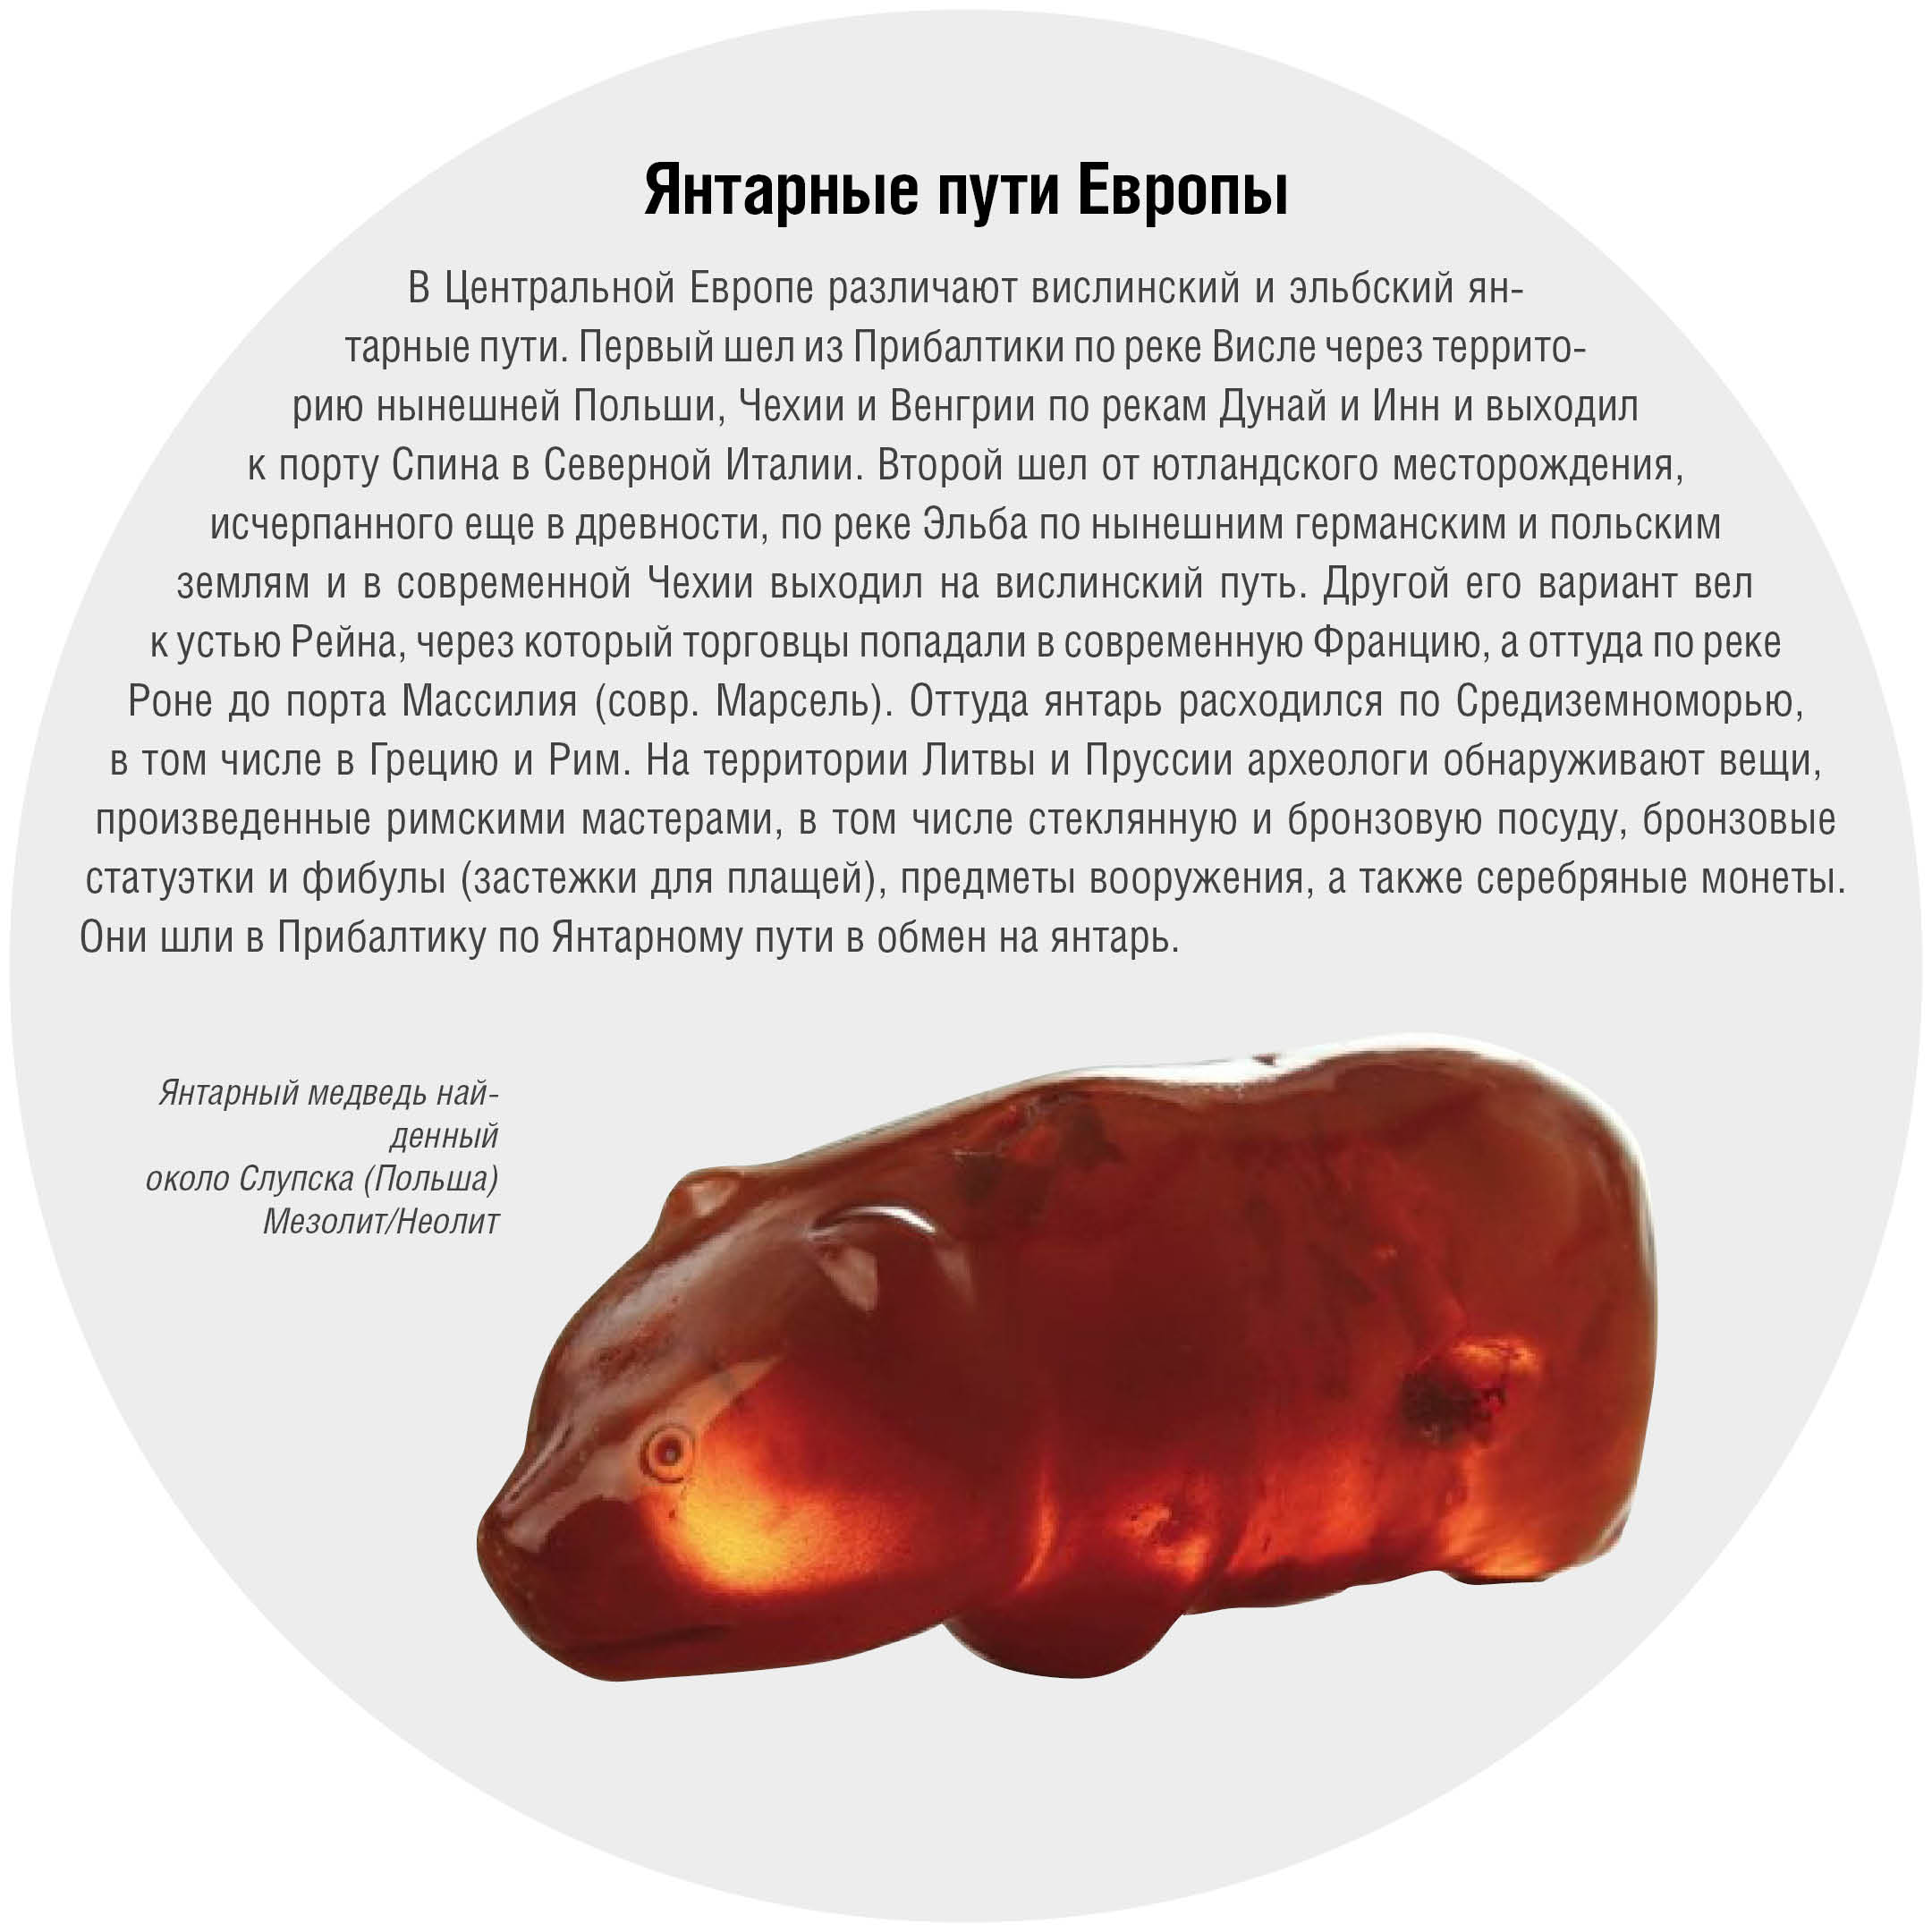 Янтарные пути Европы
В Центральной Европе различают вислинский и эльбский ян-
тарные пути. Первый шел из Прибалтики по реке Висле через террито-
рию нынешней Польши, Чехии и Венгрии по рекам Дунай и Инн и выходил
к порту Спина в Северной Италии. Второй шел от ютландского месторождения,
исчерпанного еще в древности, по реке Эльба по нынешним германским и польским
землям и в современной Чехии выходил на вислинский путь. Другой его вариант вел
к устью Рейна, через который торговцы попадали в современную Францию, а оттуда по реке
Роне до порта Массилия (совр. Марсель). Оттуда янтарь расходился по Средиземноморью,
в том числе в Грецию и Рим. На территории Литвы и Пруссии археологи обнаруживают вещи,
произведенные римскими мастерами, в том числе стеклянную и бронзовую посуду, бронзовые
статуэтки и фибулы (застежки для плащей), предметы вооружения, а также серебряные монеты.
Они шли в Прибалтику по Янтарному пути в обмен на янтарь.
Янтарный медведь най-
денный
около Слупска (Польша)
Мезолит/Неолит